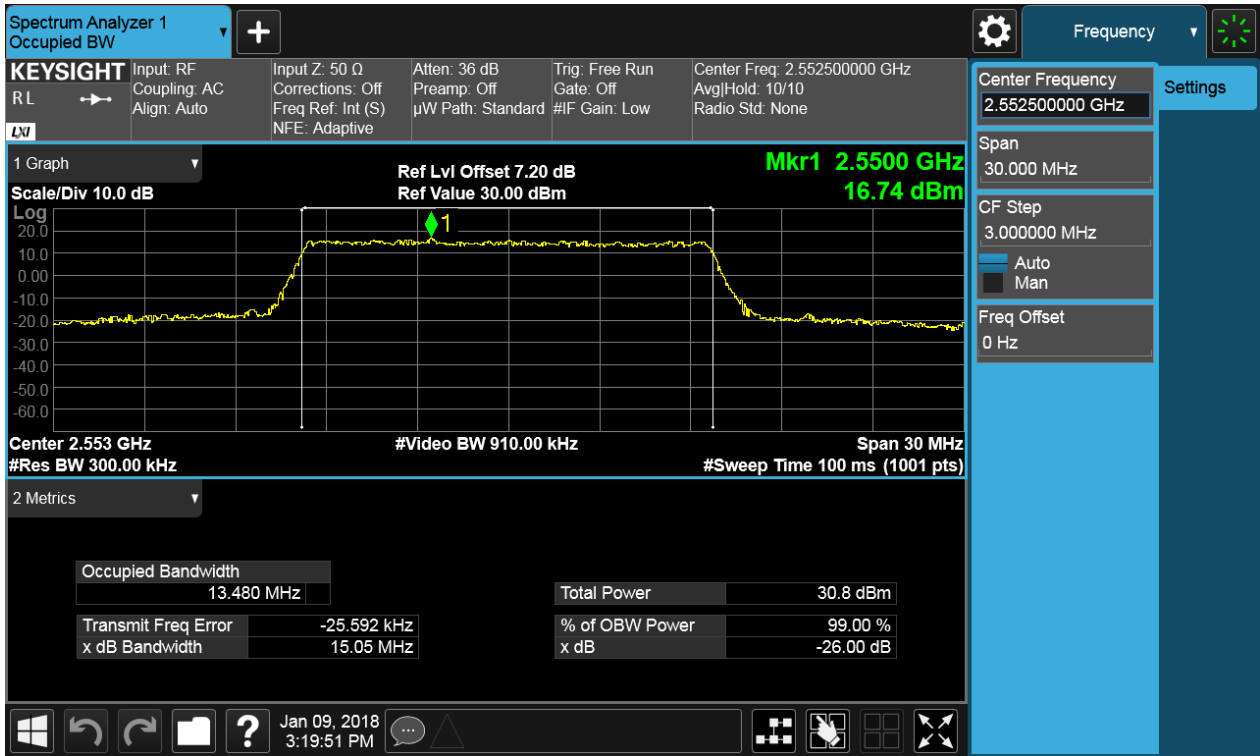 Spectrum Analyzer 1
Occupied BW
Frequency
KEYSIGHT
R L
LXI
Input: RF
Coupling: AC
Align: Auto
Input Z: 50 Ω
Corrections: Off
Freq Ref: Int (S)
NFE: Adaptive
Atten: 36 dB
Preamp: Off
µW Path: Standard
Trig: Free Run
Gate: Off
#IF Gain: Low
Center Freq: 2.552500000 GHz
Avg|Hold: 10/10
Radio Std: None
Center Frequency
2.552500000 GHz
Settings
Span
30.000 MHz
CF Step
3.000000 MHz
Auto
Man
Freq Offset
0 Hz
1 Graph
Scale/Div 10.0 dB
Ref Lvl Offset 7.20 dB
Ref Value 30.00 dBm
Mkr1 2.5500 GHz
16.74 dBm
Log
1
20.0
10.0
0.00
-10.0
-20.0
-30.0
-40.0
-50.0
-60.0
Center 2.553 GHz
#Video BW 910.00 kHz
Span 30 MHz
#Res BW 300.00 kHz
#Sweep Time 100 ms (1001 pts)
2 Metrics
Occupied Bandwidth
13.480 MHz
Total Power 30.8 dBm
Transmit Freq Error -25.592 kHz
% of OBW Power 99.00 %
x dB Bandwidth 15.05 MHz
x dB -26.00 dB
Jan 09, 2018
3:19:51 PM